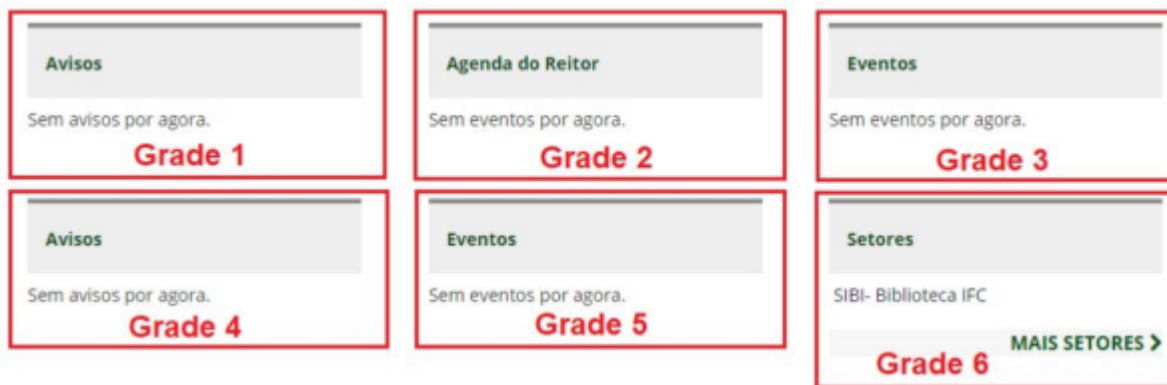 Avisos
Sem avisos por agora.
Grade 1
Agenda do Reitor
Sem eventos por agora.
Grade 2
Eventos
Sem eventos por agora.
Grade 3
Avisos
Sem avisos por agora.
Grade 4
Eventos
Sem eventos por agora.
Grade 5
Setores
SIBI- Biblioteca IFC
MAIS SETORES >
Grade 6